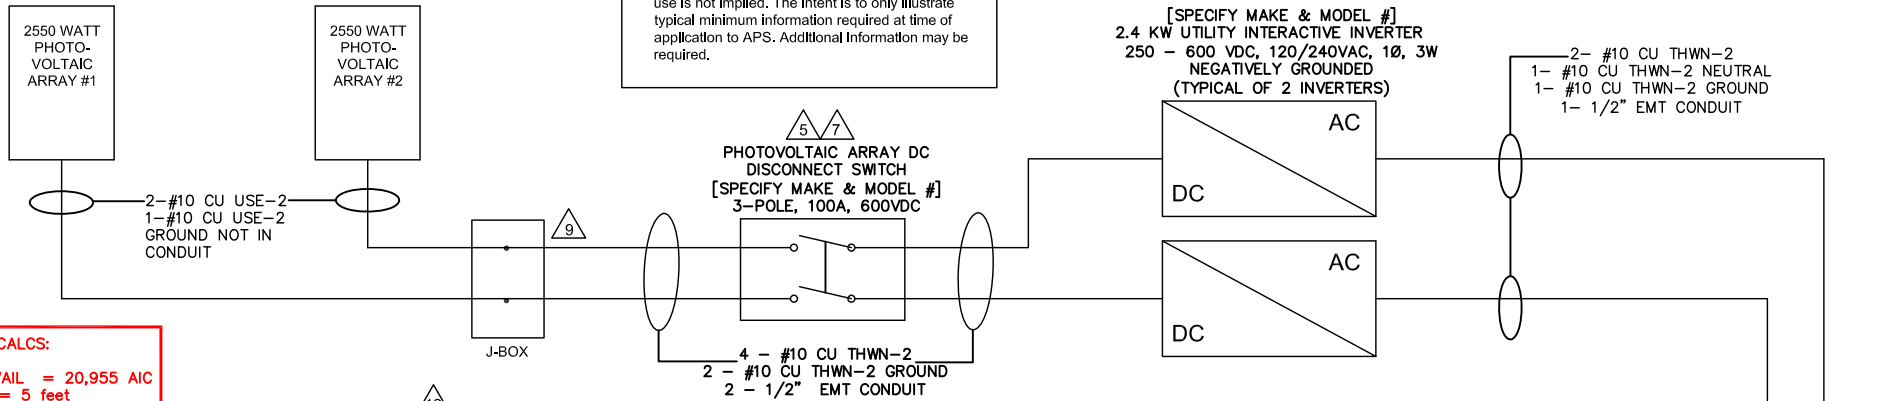 2550 WATT
PHOTO-
VOLTAIC
ARRAY #1
2550 WATT
PHOTO-
VOLTAIC
ARRAY #2
use is not implied. The intent is to only illustrate
typical minimum information required at time of
application to APS. Additional information may be
required.
[SPECIFY MAKE & MODEL #]
2.4 KW UTILITY INTERACTIVE INVERTER
250 – 600 VDC, 120/240VAC, 1Ø, 3W
NEGATIVELY GROUNDED
(TYPICAL OF 2 INVERTERS)
2– #10 CU THWN–2
1– #10 CU THWN–2 NEUTRAL
1– #10 CU THWN–2 GROUND
1– 1/2" EMT CONDUIT
5 7
PHOTOVOLTAIC ARRAY DC
DISCONNECT SWITCH
[SPECIFY MAKE & MODEL #]
3–POLE, 100A, 600VDC
AC
DC
AC
DC
2–#10 CU USE–2
1–#10 CU USE–2
GROUND NOT IN
CONDUIT
9
J-BOX
4 – #10 CU THWN–2
2 – #10 CU THWN–2 GROUND
2 – 1/2" EMT CONDUIT
CALCS:
= 20,955 AIC
= 5 feet